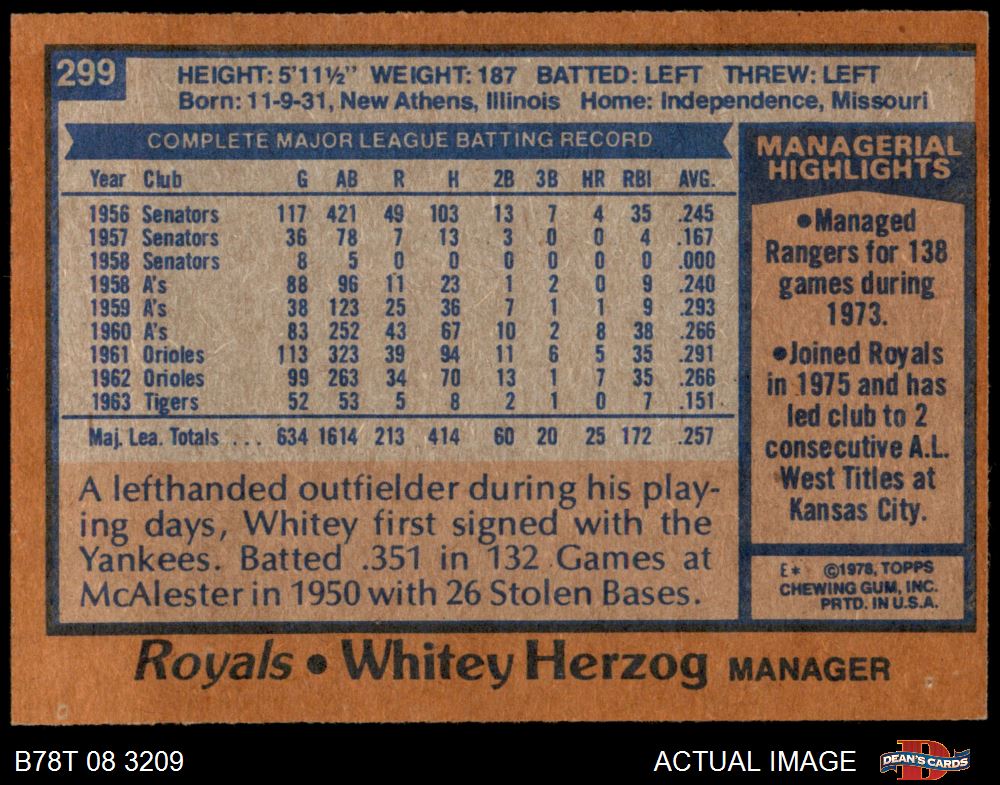 299
HEIGHT: 5'11½" WEIGHT: 187 BATTED: LEFT THREW: LEFT
Born: 11-9-31, New Athens, Illinois Home: Independence, Missouri
COMPLETE MAJOR LEAGUE BATTING RECORD
Year Club G AB R H 2B 3B HR RBI AVG.
1956 Senators 117 421 49 103 13 7 4 35 .245
1957 Senators 36 78 7 13 3 0 0 4 .167
1958 Senators 8 5 0 0 0 0 0 0 .000
1958 A's 88 96 11 23 1 2 0 9 .240
1959 A's 38 123 25 36 7 1 1 9 .293
1960 A's 83 252 43 67 10 2 8 38 .266
1961 Orioles 113 323 39 94 11 6 5 35 .291
1962 Orioles 99 263 34 70 13 1 7 35 .266
1963 Tigers 52 53 5 8 2 1 0 7 .151
Maj. Lea. Totals ... 634 1614 213 414 60 20 25 172 .257
A lefthanded outfielder during his play-
ing days, Whitey first signed with the
Yankees. Batted .351 in 132 Games at
McAlester in 1950 with 26 Stolen Bases.
MANAGERIAL
HIGHLIGHTS
•Managed
Rangers for 138
games during
1973.
•Joined Royals
in 1975 and has
led club to 2
consecutive A.L.
West Titles at
Kansas City.
E* ©1978, TOPPS
CHEWING GUM, INC.
PRTD. IN U.S.A.
Royals • Whitey Herzog MANAGER
B78T 08 3209
ACTUAL IMAGE
D
DEAN'S CARDS